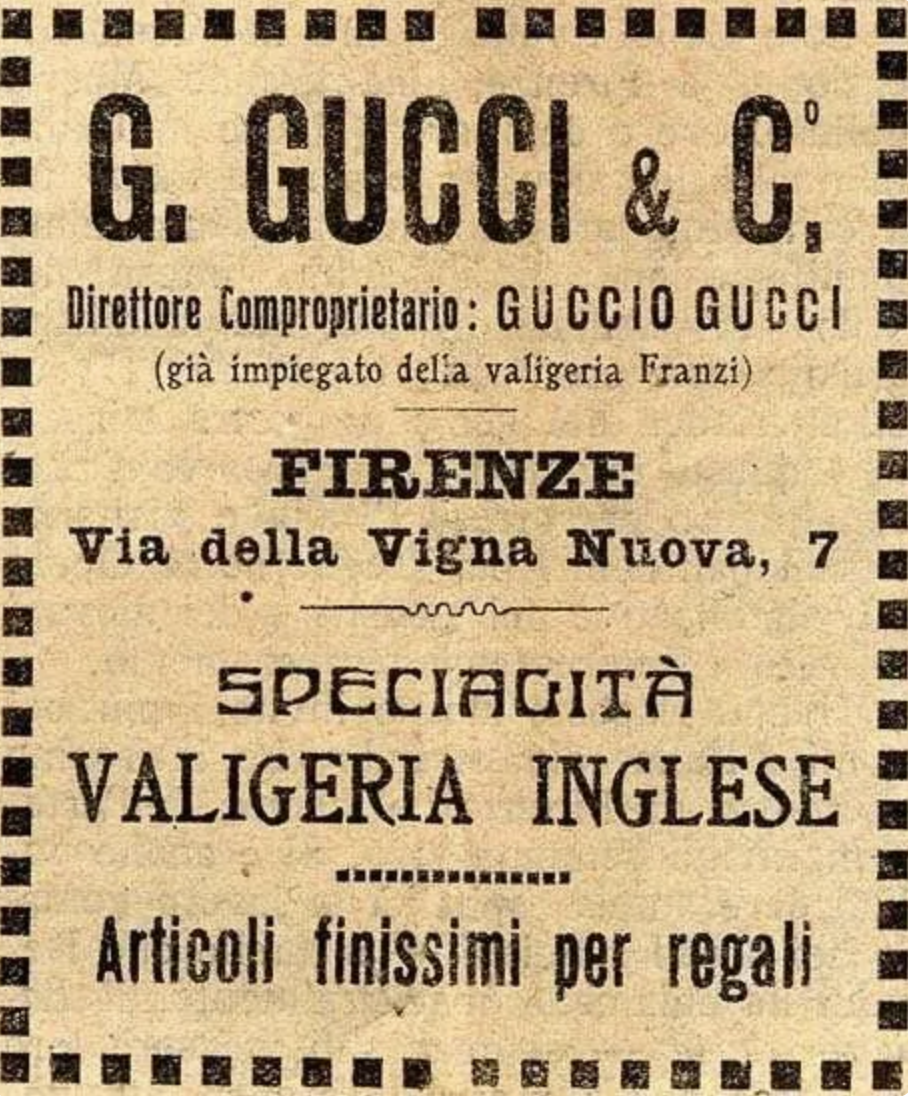 G. GUCCI & Cº.
Direttore Comproprietario: GUCCIO GUCCI
(già impiegato della valigeria Franzi)
FIRENZE
Via della Vigna Nuova, 7
SPECIALITÀ
VALIGERIA INGLESE
Articoli finissimi per regali